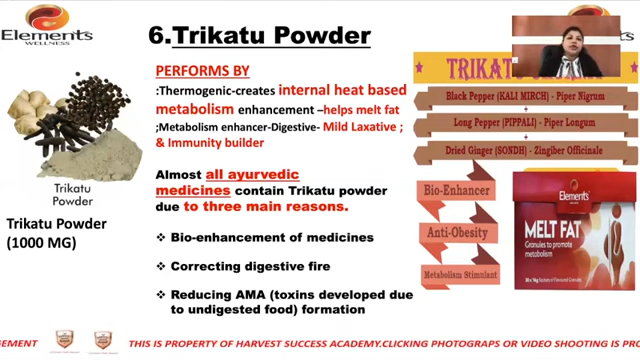 Elements
WELLNESS
Elements
WELLNESS
6.Trikatu Powder
PERFORMS BY
:Thermogenic-creates internal heat based
metabolism enhancement –helps melt fat
;Metabolism enhancer-Digestive- Mild Laxative ;
& Immunity builder
Almost all ayurvedic
medicines contain Trikatu powder
due to three main reasons.
❖ Bio-enhancement of medicines
❖ Correcting digestive fire
❖ Reducing AMA (toxins developed due
to undigested food) formation
Trikatu
Powder
Trikatu Powder
(1000 MG)
TRIKATU
Black Pepper (KALI MIRCH) - Piper Nigrum
+
Long Pepper (PIPPALI) - Piper Longum
+
Dried Ginger (SONDH) - Zingiber Officinale
Bio-Enhancer
Anti-Obesity
Metabolism Stimulant
Elements
MELT FAT
Granules to promote
metabolism
GEMENT
THIS IS PROPERTY OF HARVEST SUCCESS ACADEMY.CLICKING PHOTOGRAPS OR VIDEO SHOOTING IS PRO